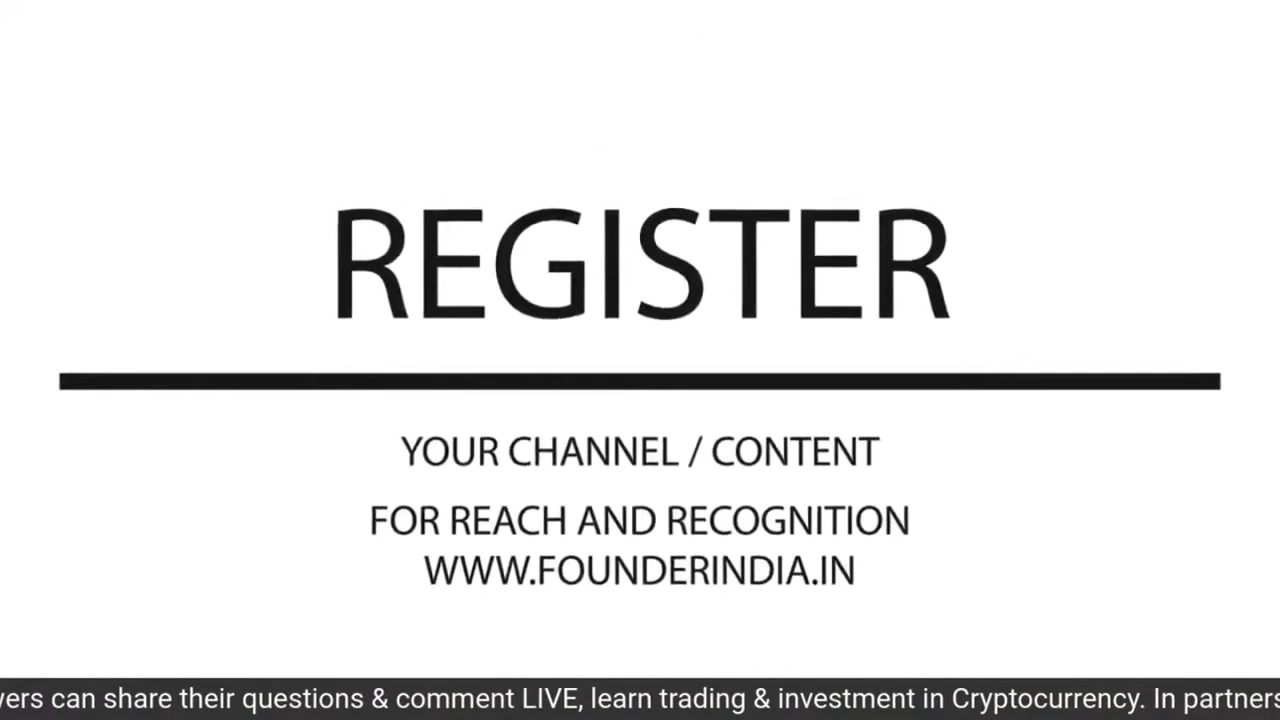 REGISTER
YOUR CHANNEL / CONTENT
FOR REACH AND RECOGNITION
WWW.FOUNDERINDIA.IN
can share their questions & comment LIVE, learn trading & investment in Cryptocurrency. In